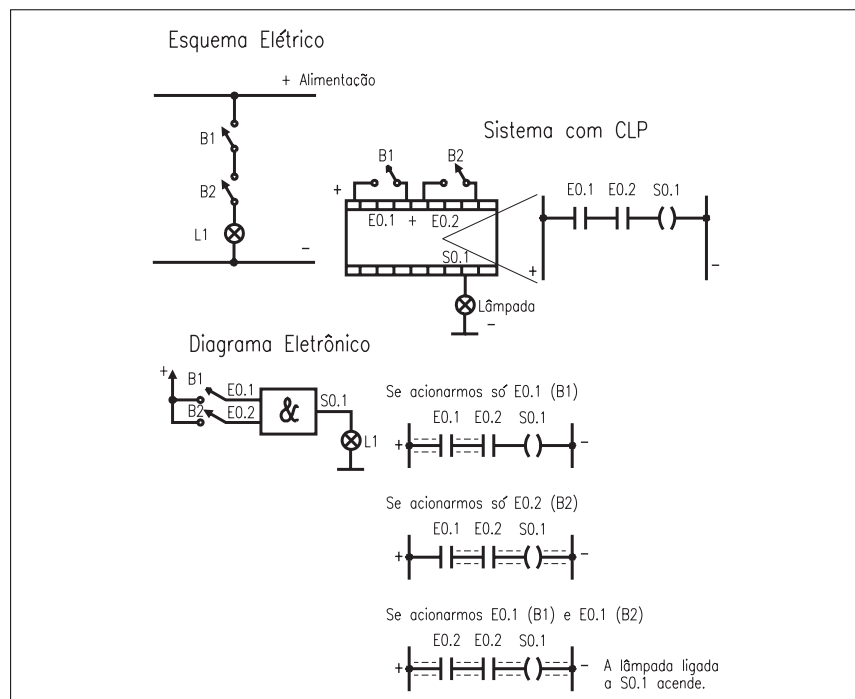 Esquema Elétrico
+ Alimentação
B1
B2
L1
−
Sistema com CLP
B1 B2
+
E0.1 + E0.2
S0.1
Lâmpada
−
E0.1 E0.2 S0.1
+
−
Diagrama Eletrônico
+
B1
E0.1
B2
E0.2
&
S0.1
L1
Se acionarmos só E0.1 (B1)
E0.1 E0.2 S0.1
+ −
Se acionarmos só E0.2 (B2)
E0.1 E0.2 S0.1
+ −
Se acionarmos E0.1 (B1) e E0.1 (B2)
E0.2 E0.2 S0.1
+ −
A lâmpada ligada
a S0.1 acende.